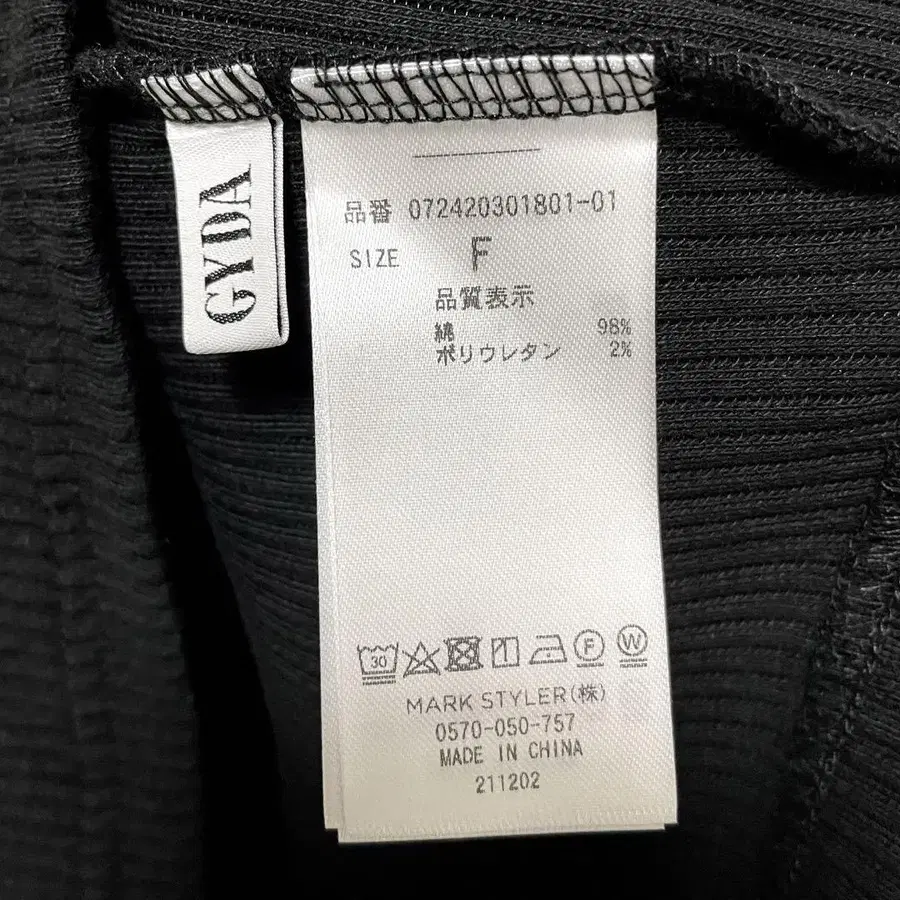 GYDA
品番 072420301801-01
SIZE F
品質表示
綿 98%
ポリウレタン 2%
30 F W
MARK STYLER(株)
0570-050-757
MADE IN CHINA
211202